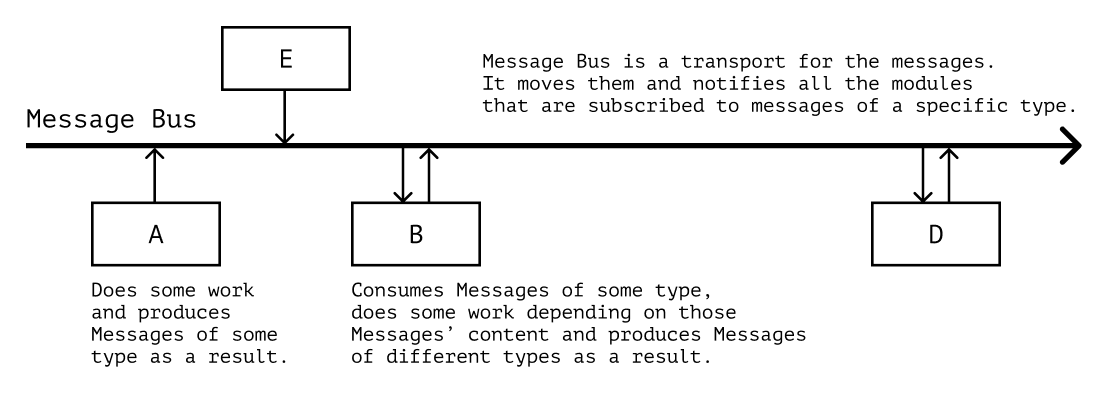 E
Message Bus is a transport for the messages.
It moves them and notifies all the modules
that are subscribed to messages of a specific type.
Message Bus
A
B
D
Does some work
and produces
Messages of some
type as a result.
Consumes Messages of some type,
does some work depending on those
Messages’ content and produces Messages
of different types as a result.